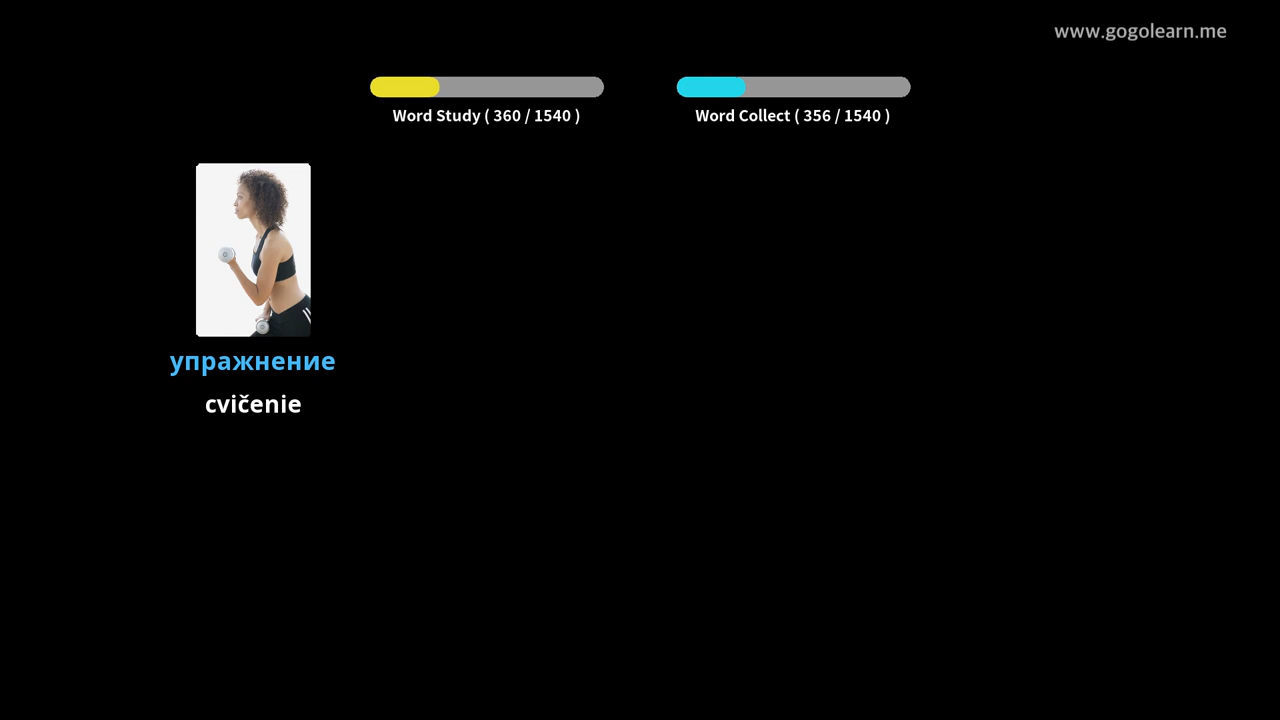 www.gogolearn.me
Word Study ( 360 / 1540 )
Word Collect ( 356 / 1540 )
упражнение
cvičenie